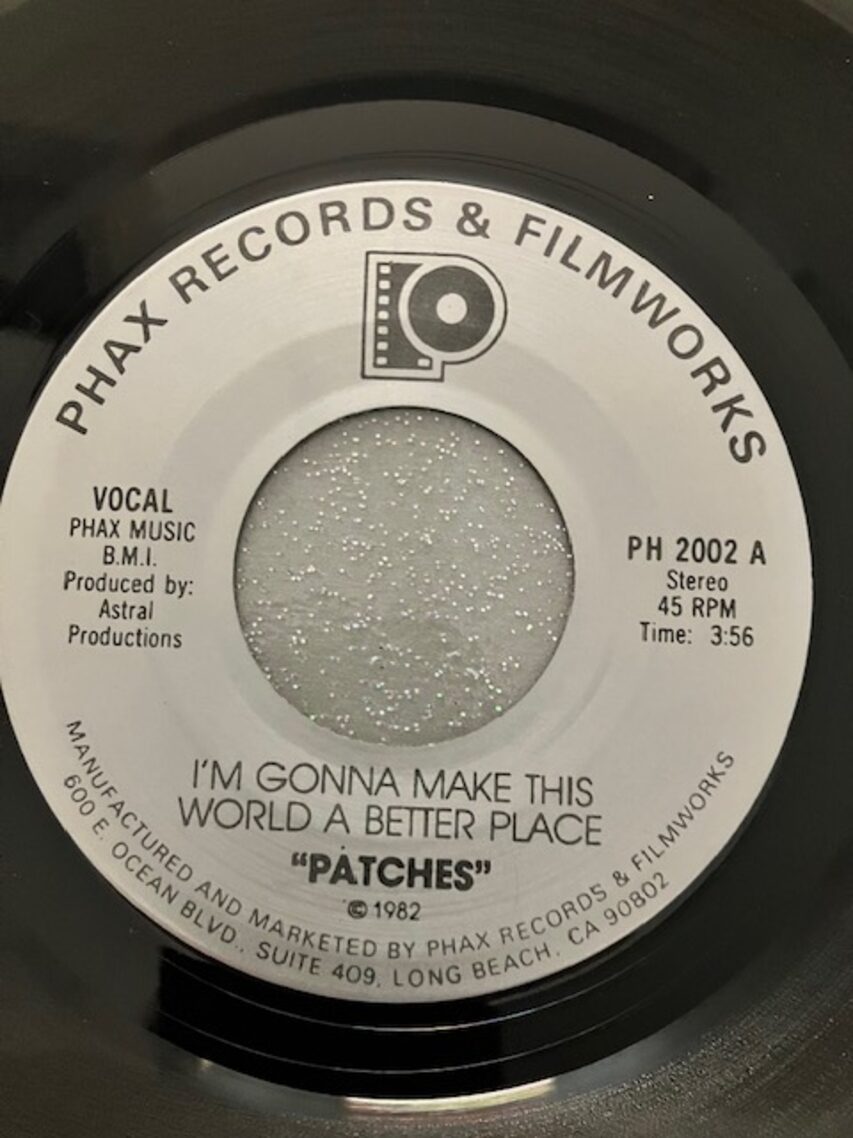 PHAX RECORDS & FILMWORKS
VOCAL
PHAX MUSIC
B.M.I.
Produced by:
Astral
Productions
PH 2002 A
Stereo
45 RPM
Time: 3:56
I'M GONNA MAKE THIS
WORLD A BETTER PLACE
"PATCHES"
© 1982
MANUFACTURED AND MARKETED BY PHAX RECORDS & FILMWORKS
600 E. OCEAN BLVD., SUITE 409, LONG BEACH, CA 90802